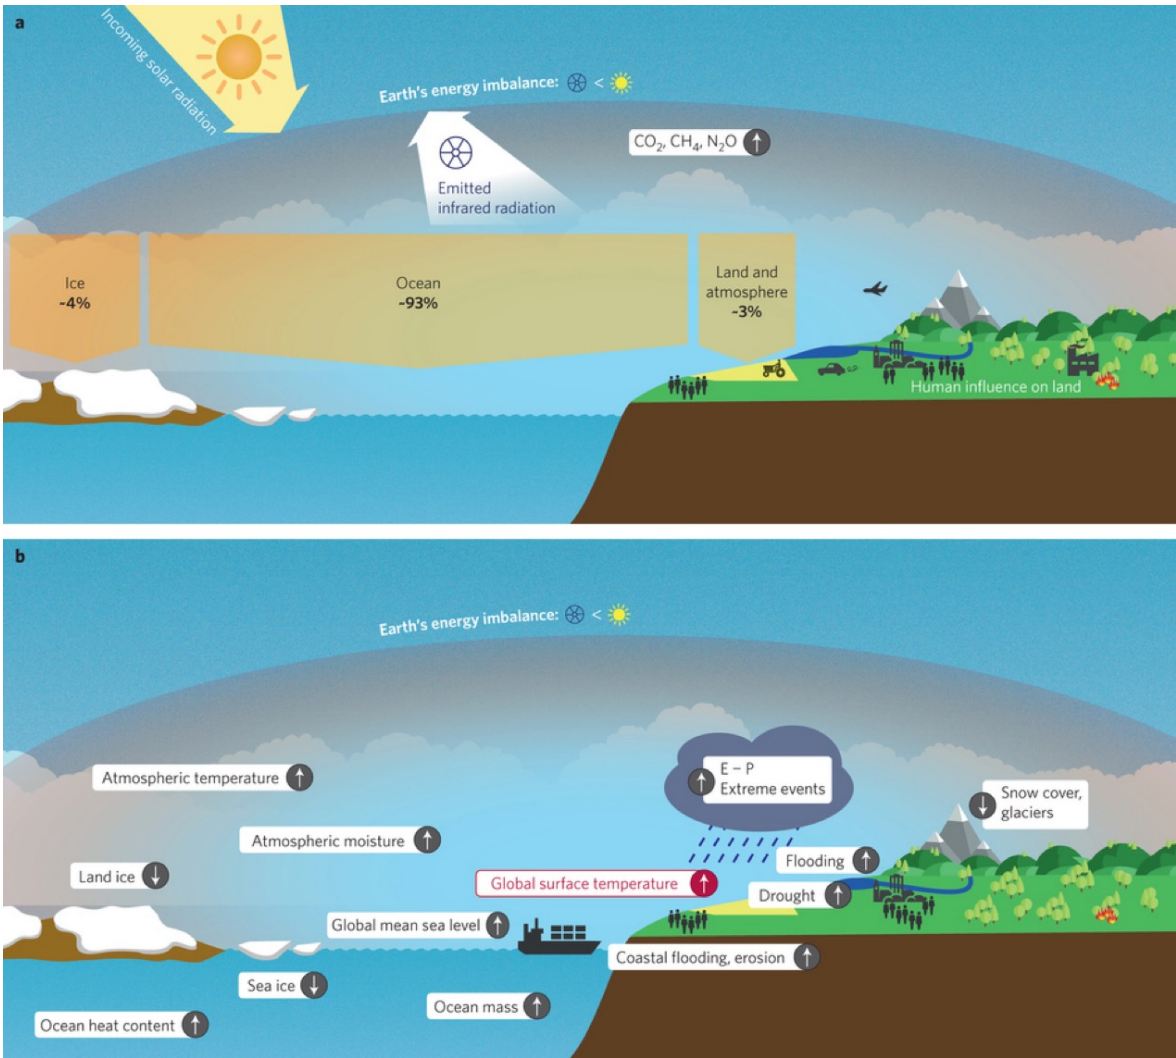 a
Incoming solar radiation
Earth's energy imbalance: <
CO₂, CH₄, N₂O
Emitted
infrared radiation
Ice
~4%
Ocean
~93%
Land and
atmosphere
~3%
Human influence on land
b
Earth's energy imbalance: <
Atmospheric temperature
E – P
Extreme events
Snow cover,
glaciers
Atmospheric moisture
Flooding
Land ice
Global surface temperature
Drought
Global mean sea level
Coastal flooding, erosion
Sea ice
Ocean mass
Ocean heat content